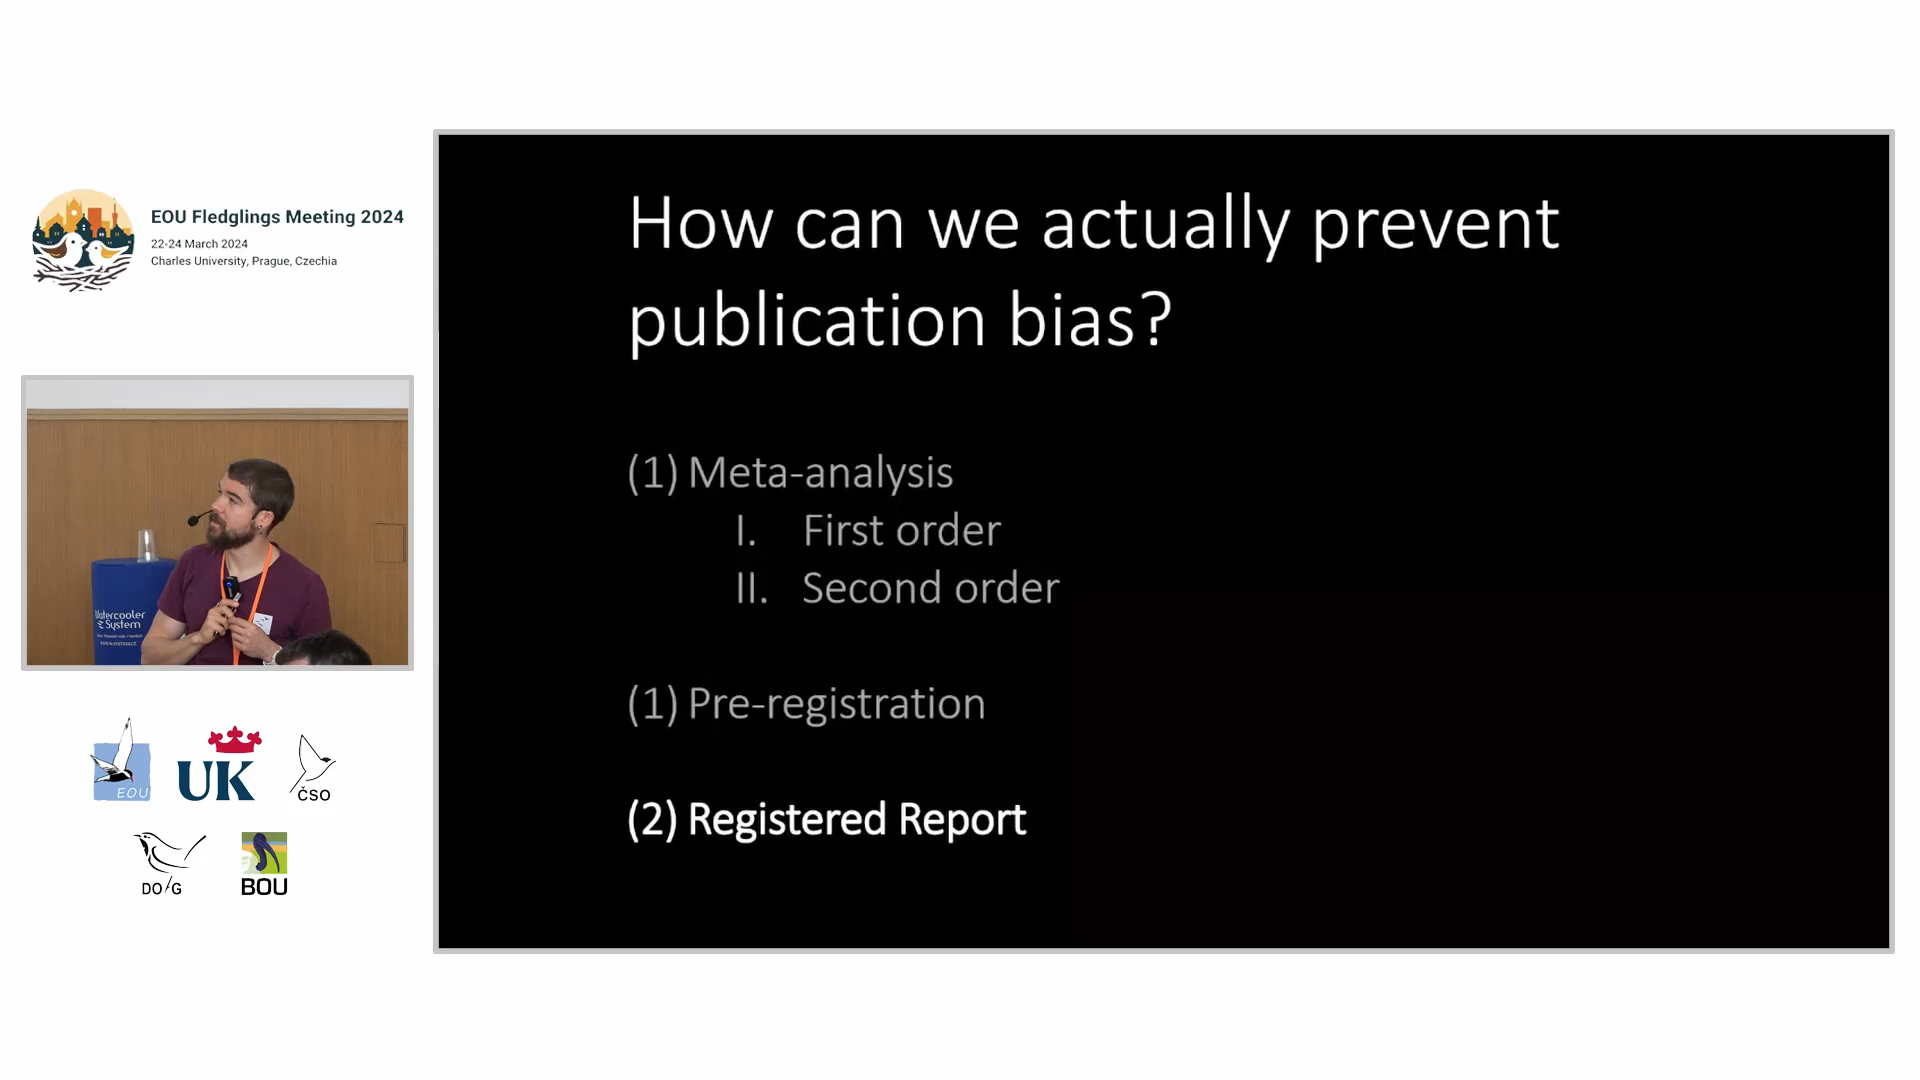 EOU Fledglings Meeting 2024
22-24 March 2024
Charles University, Prague, Czechia
How can we actually prevent
publication bias?
(1) Meta-analysis
I. First order
II. Second order
(1) Pre-registration
(2) Registered Report
Watercooler
System
EOU
UK
ČSO
DO/G
BOU